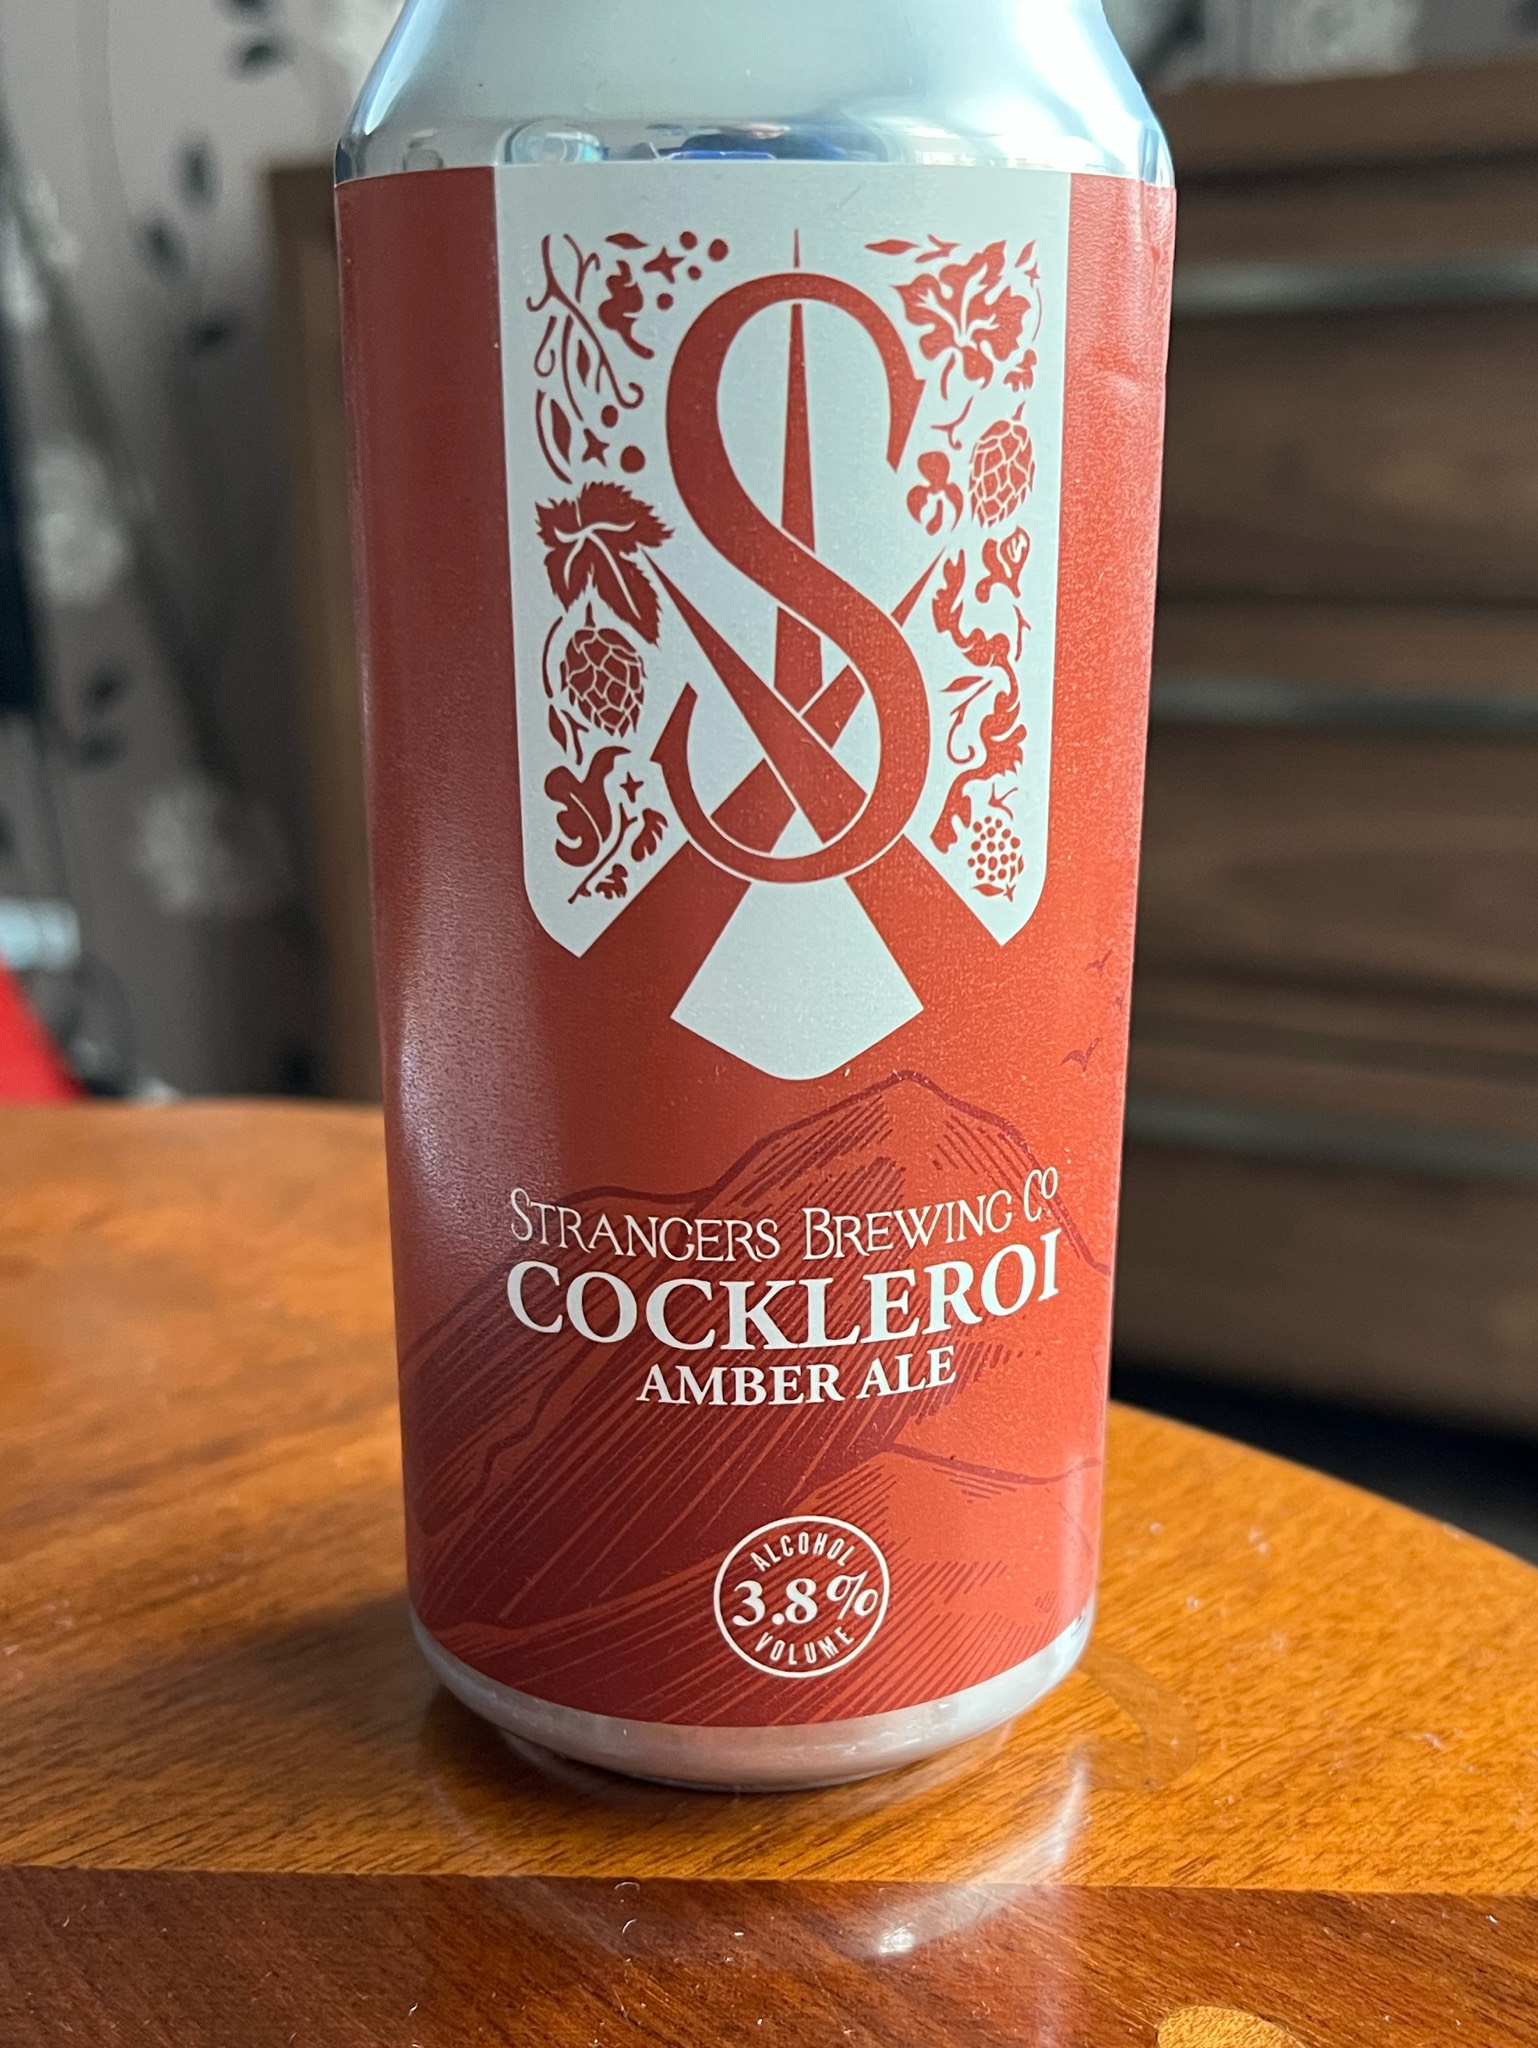 S
STRANGERS BREWING CO
COCKLEROI
AMBER ALE
ALCOHOL
3.8%
VOLUME